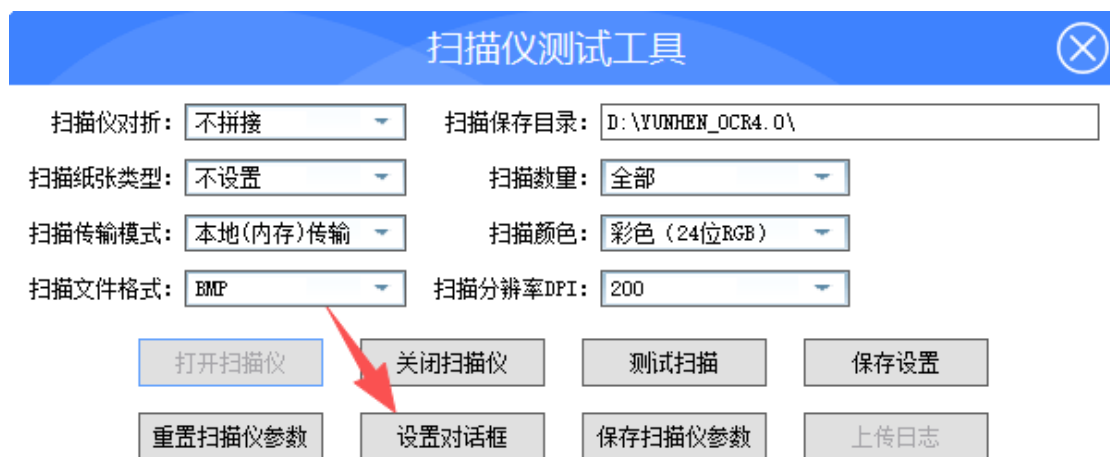 扫描仪测试工具
扫描仪对折： 不拼接 扫描保存目录： D:\YUNHEN_OCR4.0\
扫描纸张类型： 不设置 扫描数量： 全部
扫描传输模式： 本地(内存)传输 扫描颜色： 彩色（24位RGB）
扫描文件格式： BMP 扫描分辨率DPI： 200
打开扫描仪 关闭扫描仪 测试扫描 保存设置
重置扫描仪参数 设置对话框 保存扫描仪参数 上传日志